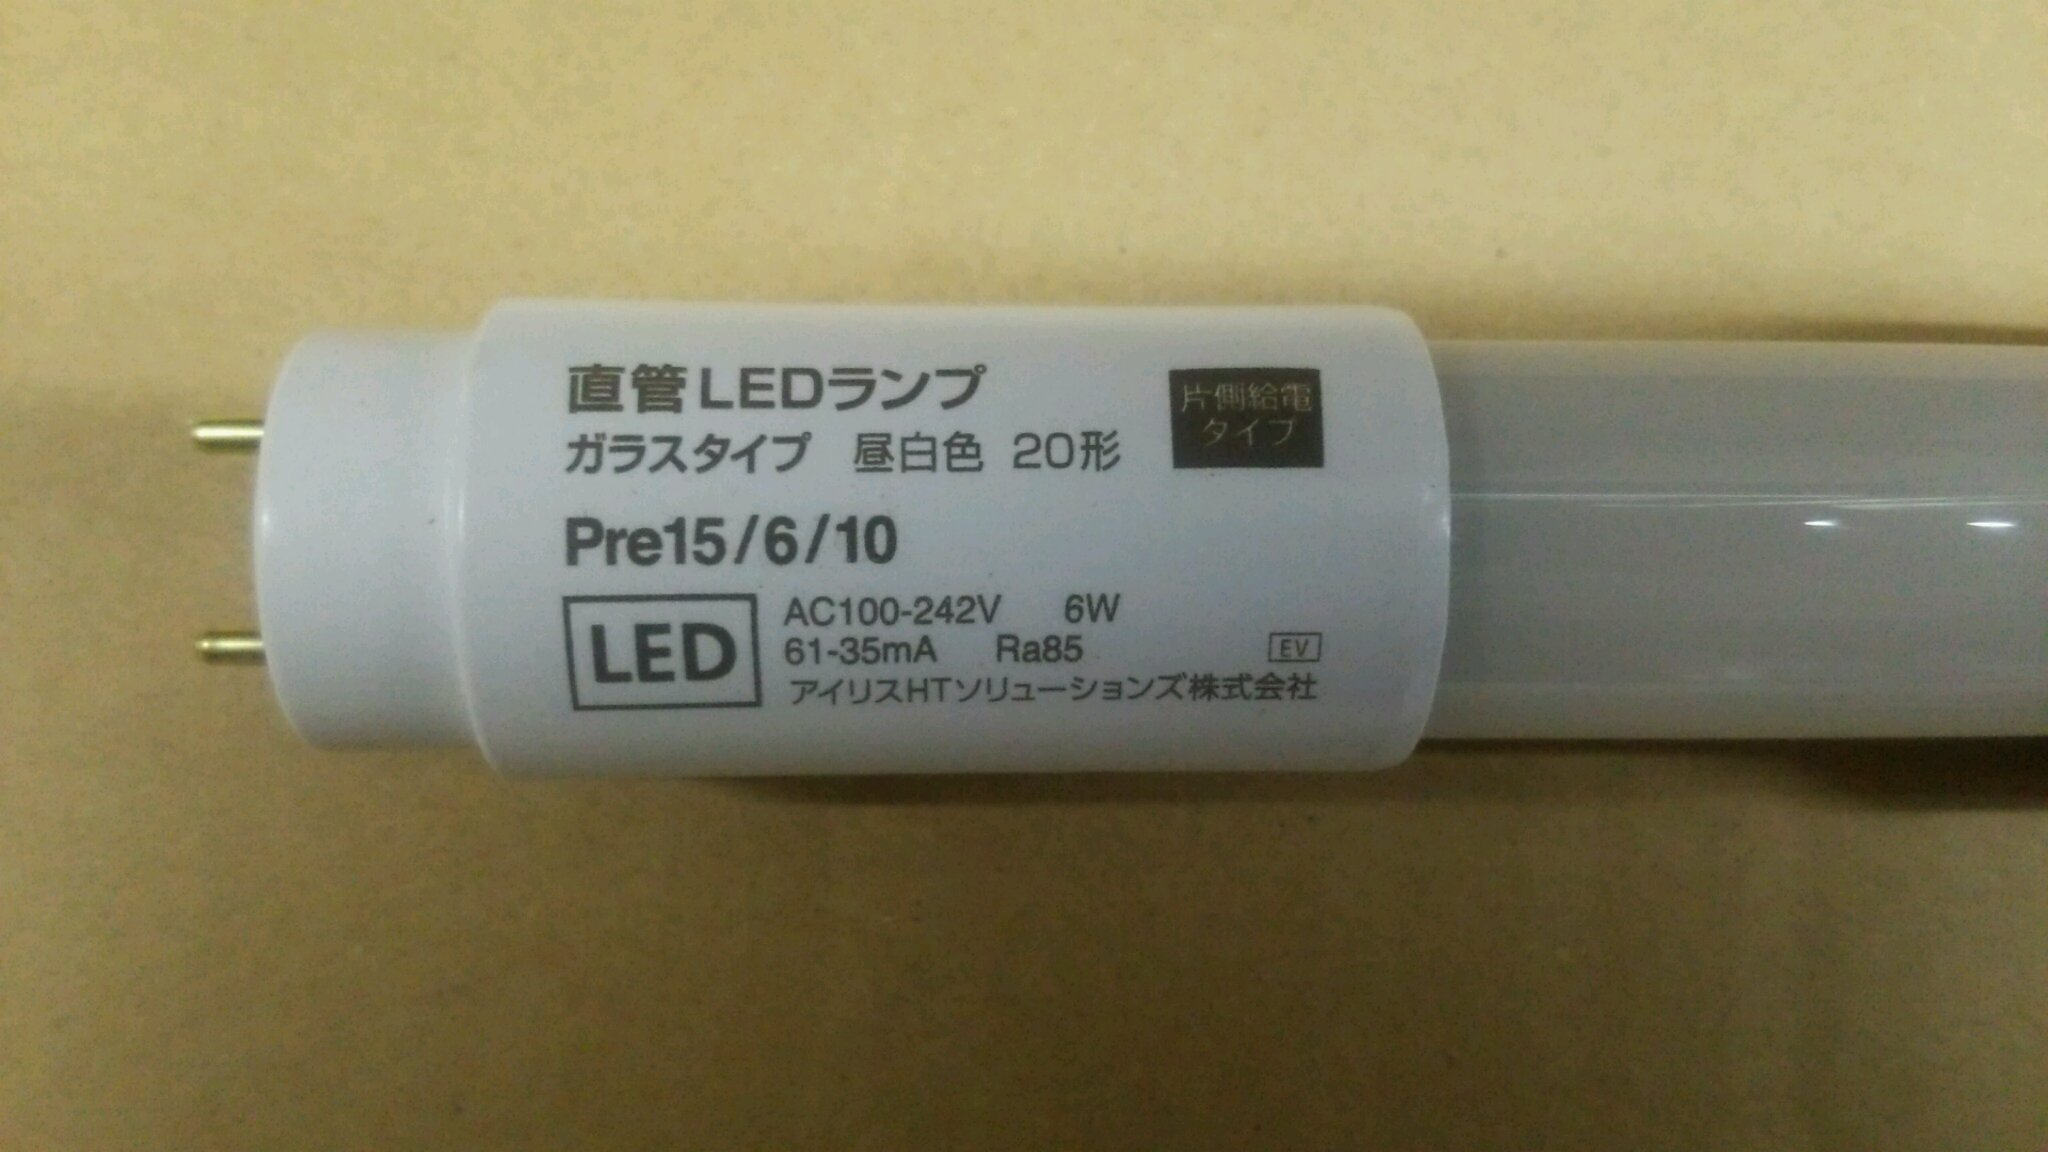 直管LEDランプ
片側給電
タイプ
ガラスタイプ 昼白色 20形
Pre15/6/10
LED
AC100-242V 6W
61-35mA Ra85
EV
アイリスHTソリューションズ株式会社